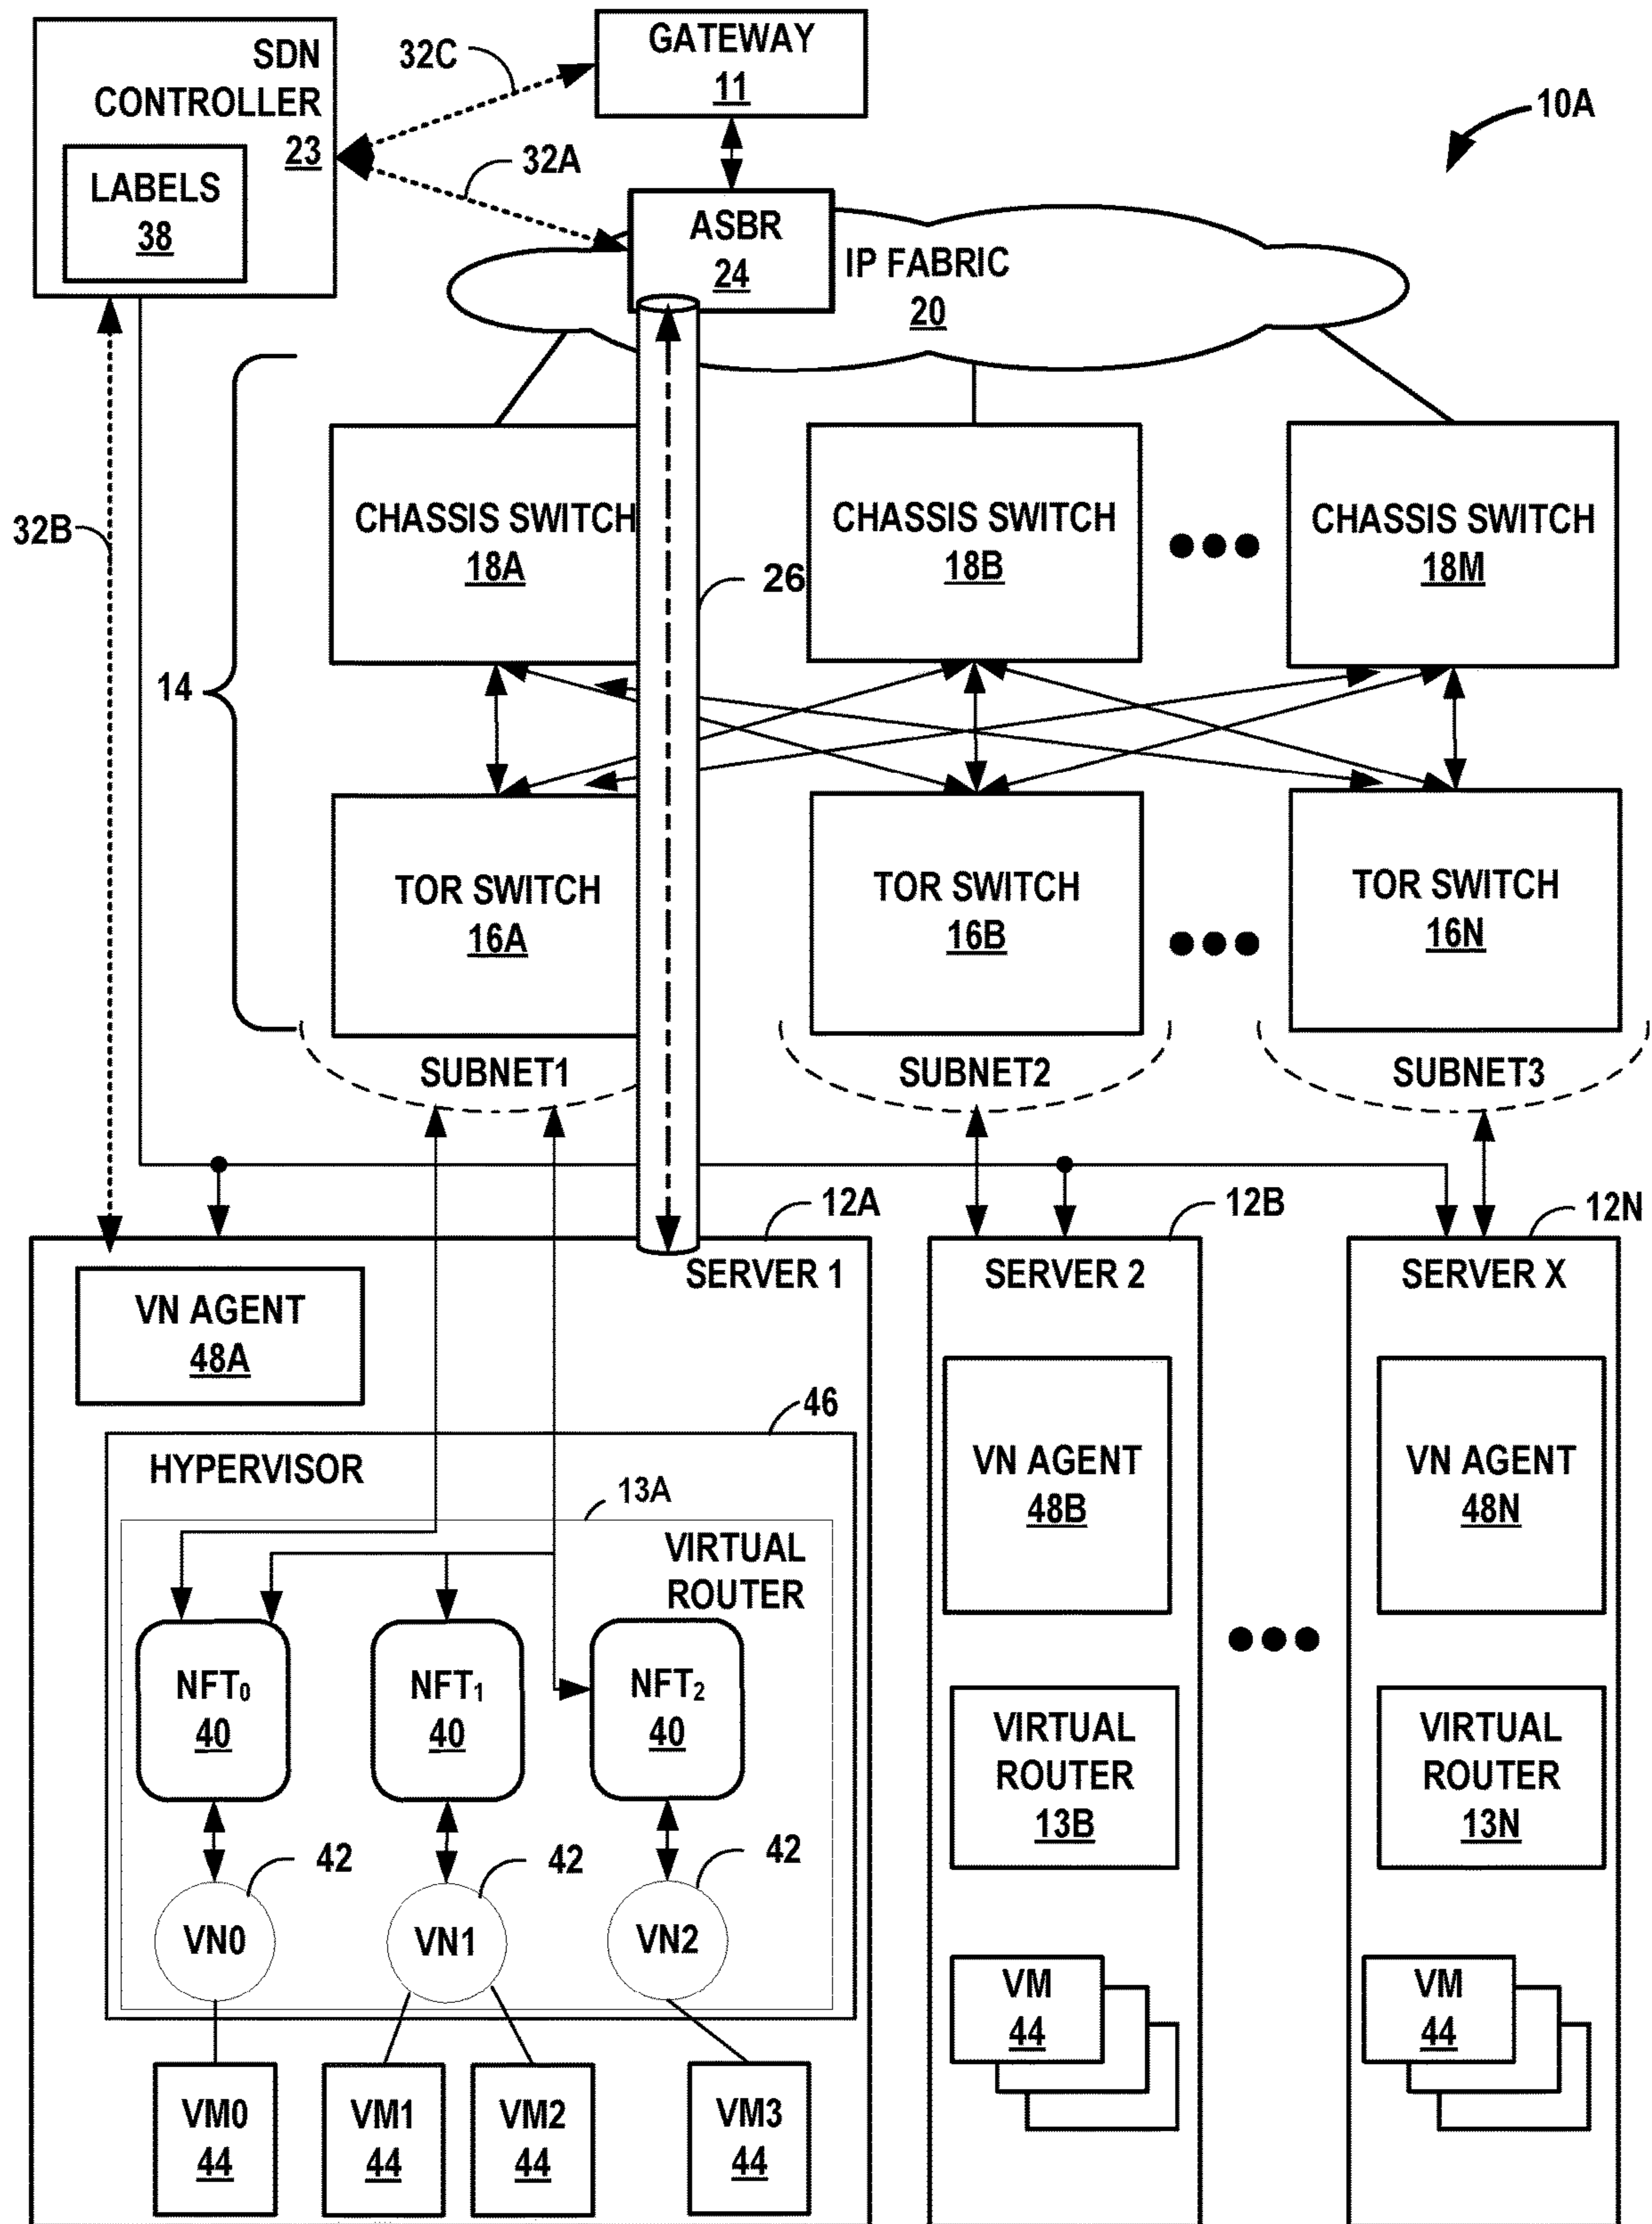 SDN
CONTROLLER
23
LABELS
38
32C
GATEWAY
11
10A
32A
ASBR
24
IP FABRIC
20
32B
14
CHASSIS SWITCH
18A
26
CHASSIS SWITCH
18B
CHASSIS SWITCH
18M
TOR SWITCH
16A
TOR SWITCH
16B
TOR SWITCH
16N
SUBNET1
SUBNET2
SUBNET3
12A
12B
12N
SERVER 1
VN AGENT
48A
46
HYPERVISOR
13A
VIRTUAL
ROUTER
NFT0
40
NFT1
40
NFT2
40
42
42
42
VN0
VN1
VN2
VM0
44
VM1
44
VM2
44
VM3
44
SERVER 2
VN AGENT
48B
VIRTUAL
ROUTER
13B
VM
44
SERVER X
VN AGENT
48N
VIRTUAL
ROUTER
13N
VM
44